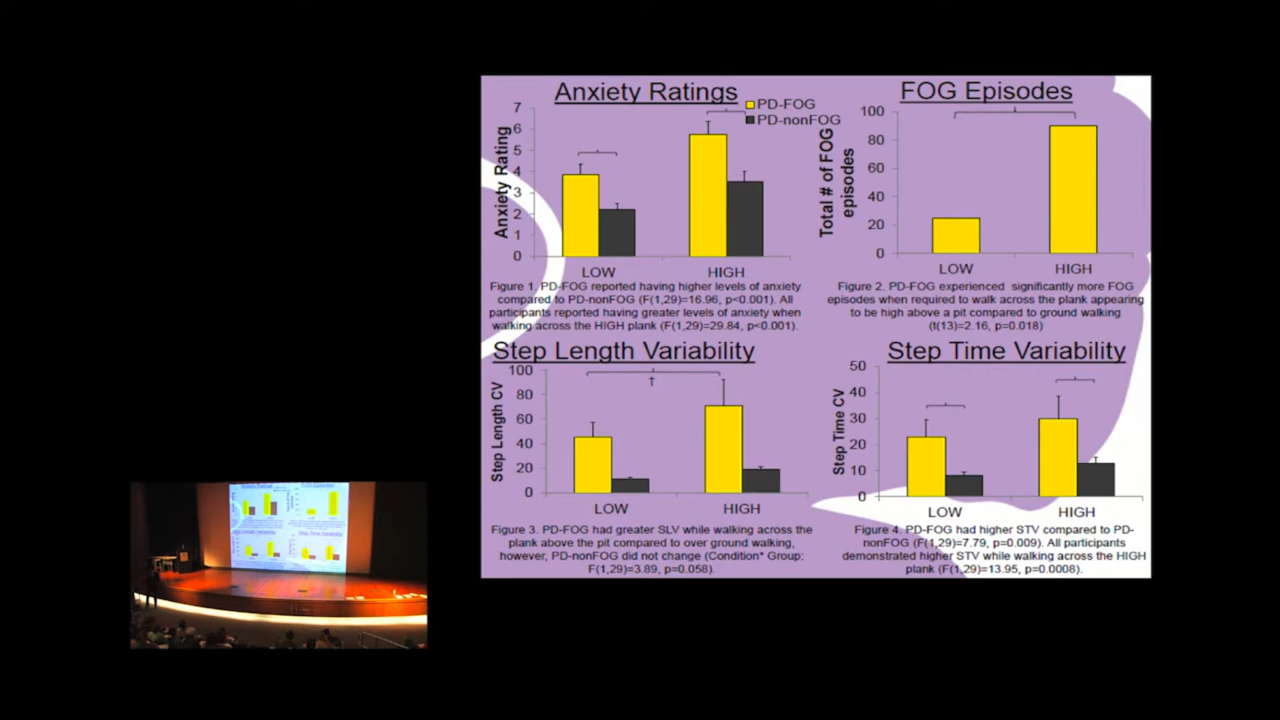 Anxiety Ratings
PD-FOG
PD-nonFOG
Anxiety Rating
7
6
5
4
3
2
1
0
LOW
HIGH
Figure 1. PD-FOG reported having higher levels of anxiety
compared to PD-nonFOG (F(1,29)=16.96, p<0.001). All
participants reported having greater levels of anxiety when
walking across the HIGH plank (F(1,29)=29.84, p<0.001).
FOG Episodes
Total # of FOG
episodes
100
80
60
40
20
0
LOW
HIGH
Figure 2. PD-FOG experienced significantly more FOG
episodes when required to walk across the plank appearing
to be high above a pit compared to ground walking
(t(13)=2.16, p=0.018)
Step Length Variability
Step Length CV
100
80
60
40
20
0
†
LOW
HIGH
Figure 3. PD-FOG had greater SLV while walking across the
plank above the pit compared to over ground walking,
however, PD-nonFOG did not change (Condition* Group:
F(1,29)=3.89, p=0.058).
Step Time Variability
Step Time CV
50
40
30
20
10
0
LOW
HIGH
Figure 4. PD-FOG had higher STV compared to PD-
nonFOG (F(1,29)=7.79, p=0.009). All participants
demonstrated higher STV while walking across the HIGH
plank (F(1,29)=13.95, p=0.0008).